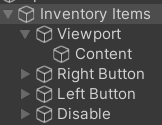 Inventory Items
Viewport
Content
Right Button
Left Button
Disable